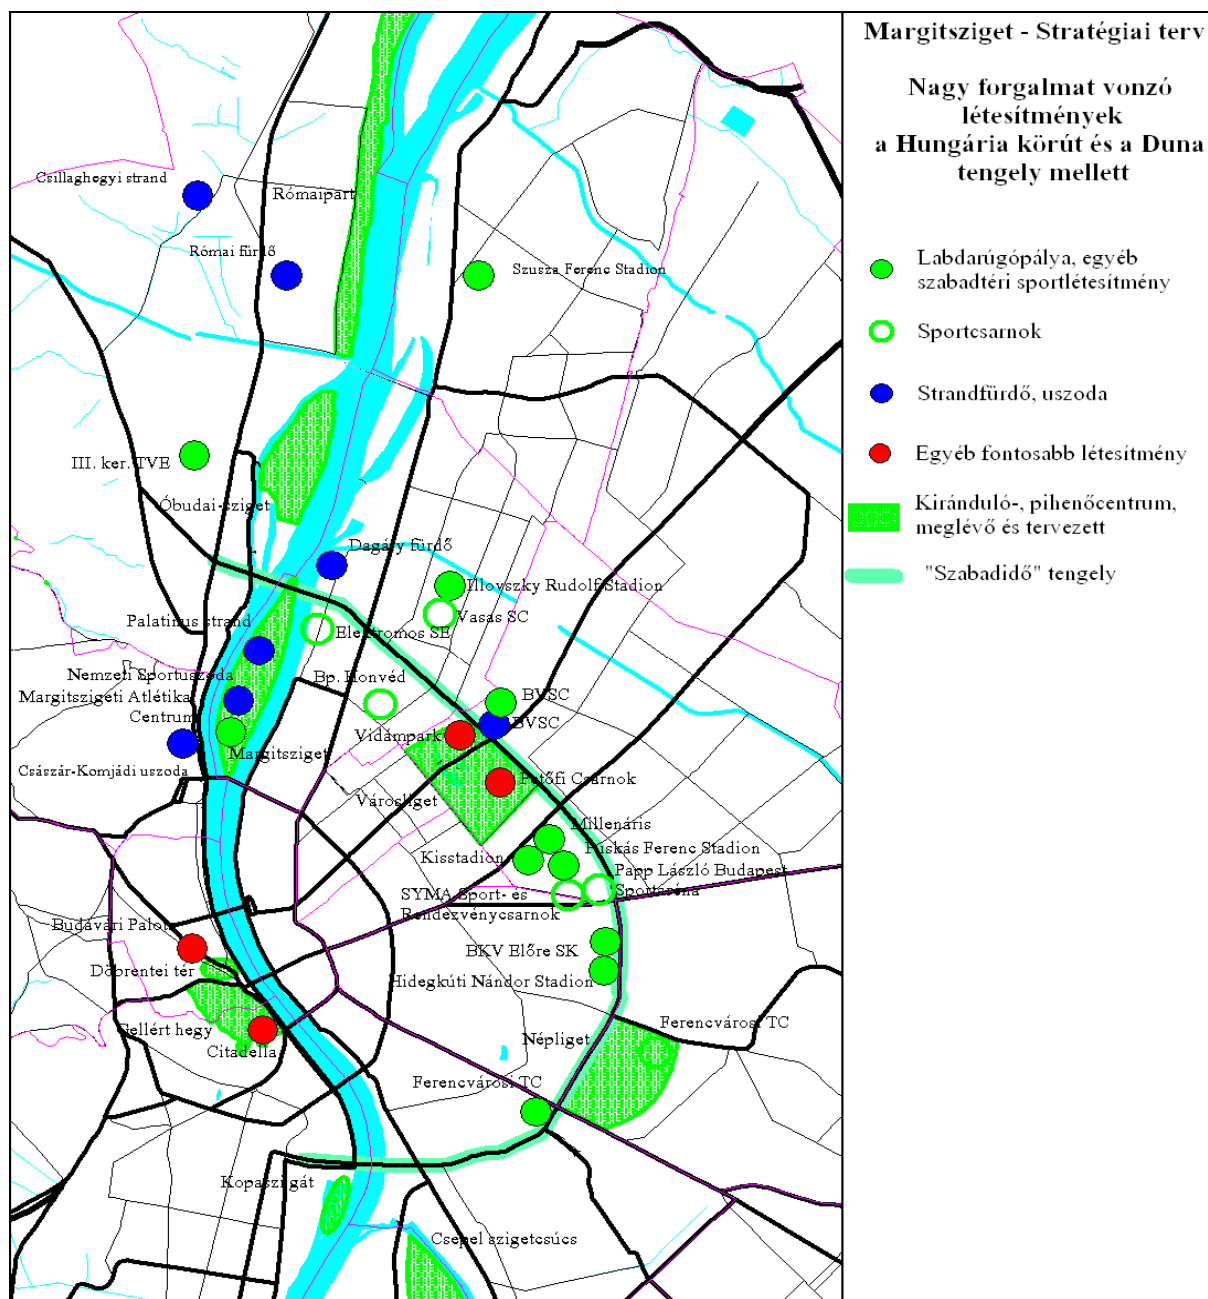 Margitsziget - Stratégiai terv
Nagy forgalmat vonzó
létesítmények
a Hungária körút és a Duna
tengely mellett
Labdarúgópálya, egyéb
szabadtéri sportlétesítmény
Sportcsarnok
Strandfürdő, uszoda
Egyéb fontosabb létesítmény
Kiránduló-, pihenőcentrum,
meglévő és tervezett
"Szabadidő" tengely
Csillaghegyi strand
Rómaipart
Római fürdő
Szusza Ferenc Stadion
III. ker. TVE
Óbudai-sziget
Dagály fürdő
Illovszky Rudolf Stadion
Vasas SC
Palatinus strand
Elektromos SE
Nemzeti Sportuszoda
Bp. Honvéd
Margitszigeti Atlétika
Centrum
BVSC
BVSC
Vidámpark
Margitsziget
Császár-Komjádi uszoda
Petőfi Csarnok
Városliget
Millenáris
Puskás Ferenc Stadion
Kisstadion
Papp László Budapest
Sportaréna
SYMA Sport- és
Rendezvénycsarnok
Budavári Palota
BKV Előre SK
Döbrentei tér
Hidegkúti Nándor Stadion
Ferencvárosi TC
Gellért hegy
Népliget
Citadella
Ferencvárosi TC
Kopaszi gát
Csepel szigetcsúcs